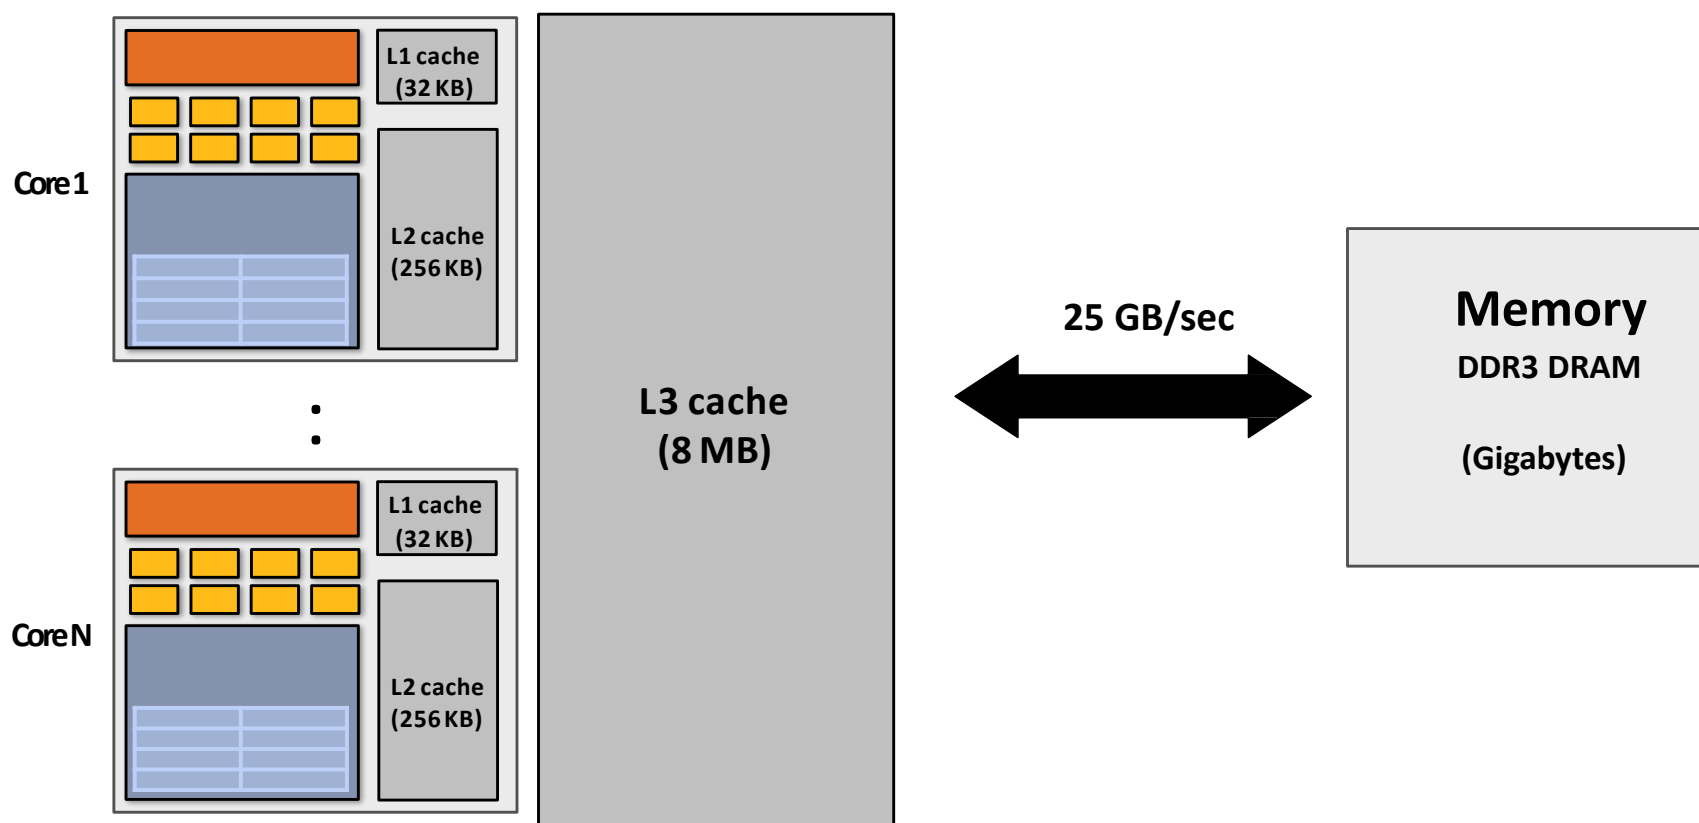 Core 1
L1 cache
(32 KB)
L2 cache
(256 KB)
:
Core N
L1 cache
(32 KB)
L2 cache
(256 KB)
L3 cache
(8 MB)
25 GB/sec
Memory
DDR3 DRAM
(Gigabytes)